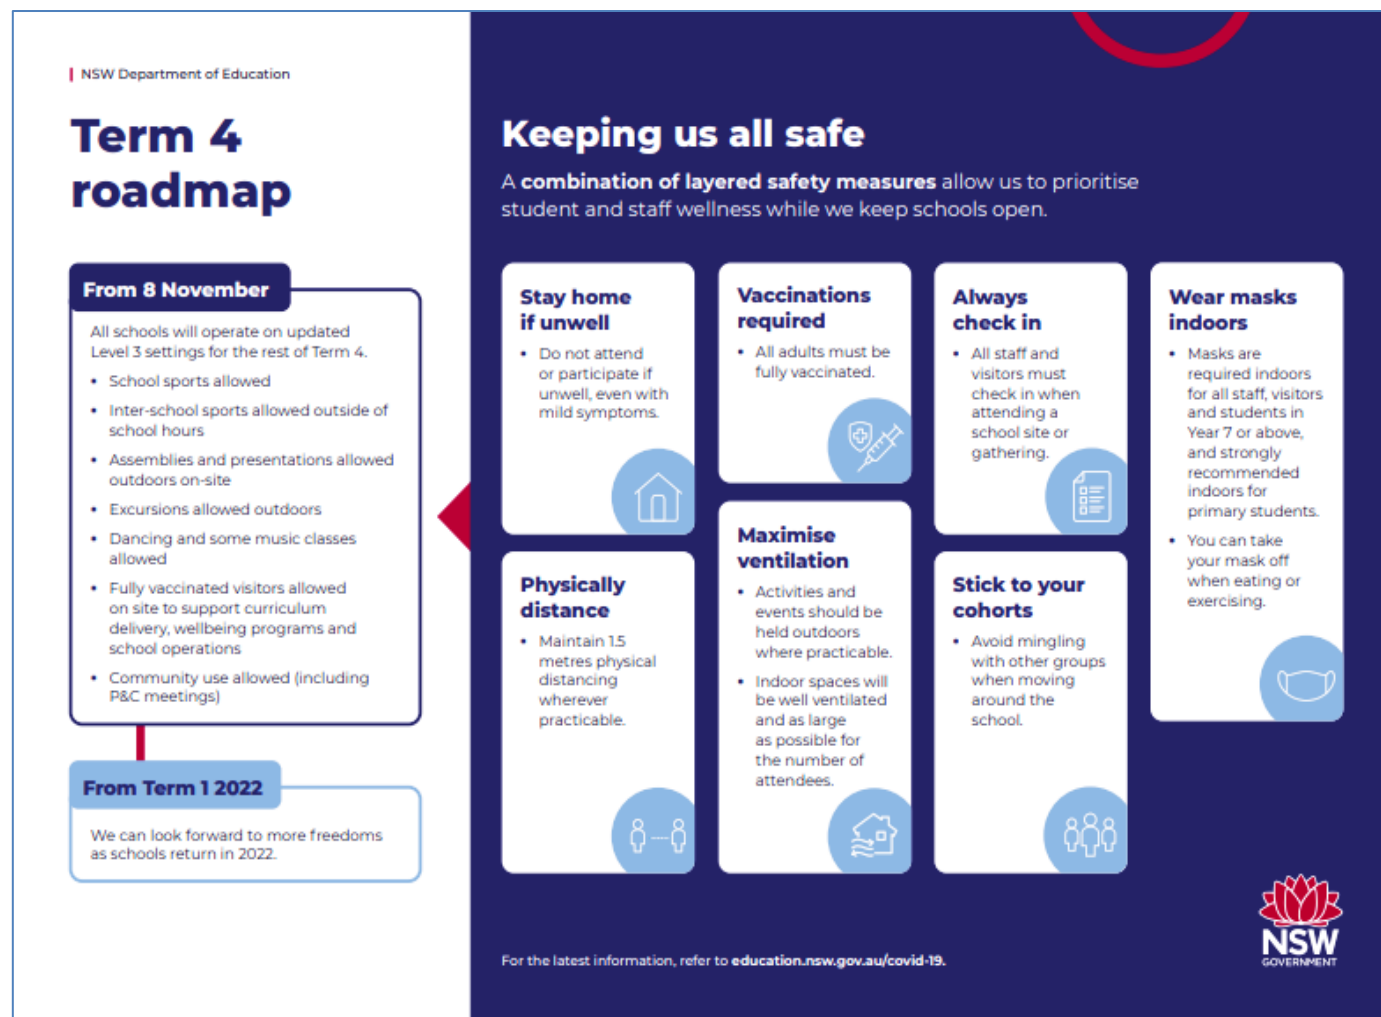 NSW Department of Education
Term 4
roadmap
From 8 November
All schools will operate on updated
Level 3 settings for the rest of Term 4.
• School sports allowed
• Inter-school sports allowed outside of
school hours
• Assemblies and presentations allowed
outdoors on-site
• Excursions allowed outdoors
• Dancing and some music classes
allowed
• Fully vaccinated visitors allowed
on site to support curriculum
delivery, wellbeing programs and
school operations
• Community use allowed (including
P&C meetings)
From Term 1 2022
We can look forward to more freedoms
as schools return in 2022.
Keeping us all safe
A combination of layered safety measures allow us to prioritise
student and staff wellness while we keep schools open.
Stay home
if unwell
• Do not attend
or participate if
unwell, even with
mild symptoms.
Physically
distance
• Maintain 1.5
metres physical
distancing
wherever
practicable.
Vaccinations
required
• All adults must be
fully vaccinated.
Maximise
ventilation
• Activities and
events should be
held outdoors
where practicable.
• Indoor spaces will
be well ventilated
and as large
as possible for
the number of
attendees.
Always
check in
• All staff and
visitors must
check in when
attending a
school site or
gathering.
Stick to your
cohorts
• Avoid mingling
with other groups
when moving
around the
school.
Wear masks
indoors
• Masks are
required indoors
for all staff, visitors
and students in
Year 7 or above,
and strongly
recommended
indoors for
primary students.
• You can take
your mask off
when eating or
exercising.
For the latest information, refer to education.nsw.gov.au/covid-19.
NSW
GOVERNMENT